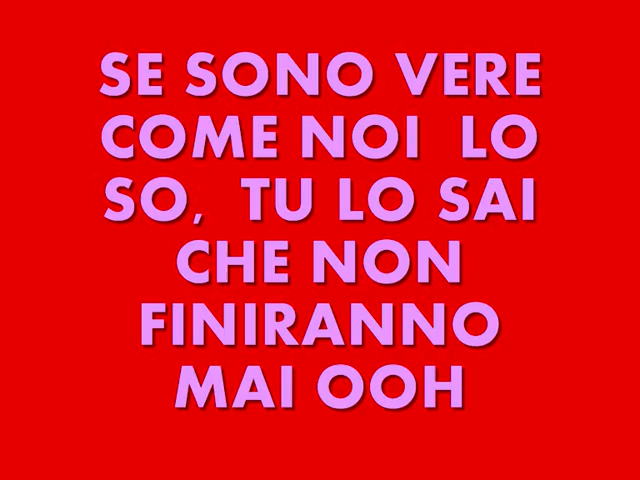 SE SONO VERE
COME NOI  LO
SO,  TU LO SAI
CHE NON
FINIRANNO
MAI OOH